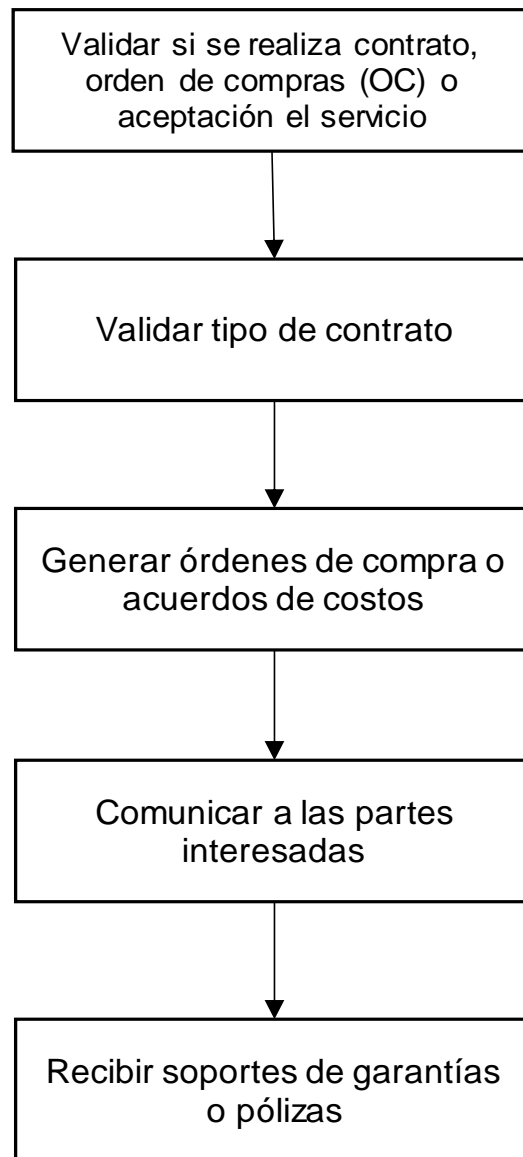 Validar si se realiza contrato,
orden de compras (OC) o
aceptación el servicio
Validar tipo de contrato
Generar órdenes de compra o
acuerdos de costos
Comunicar a las partes
interesadas
Recibir soportes de garantías
o pólizas